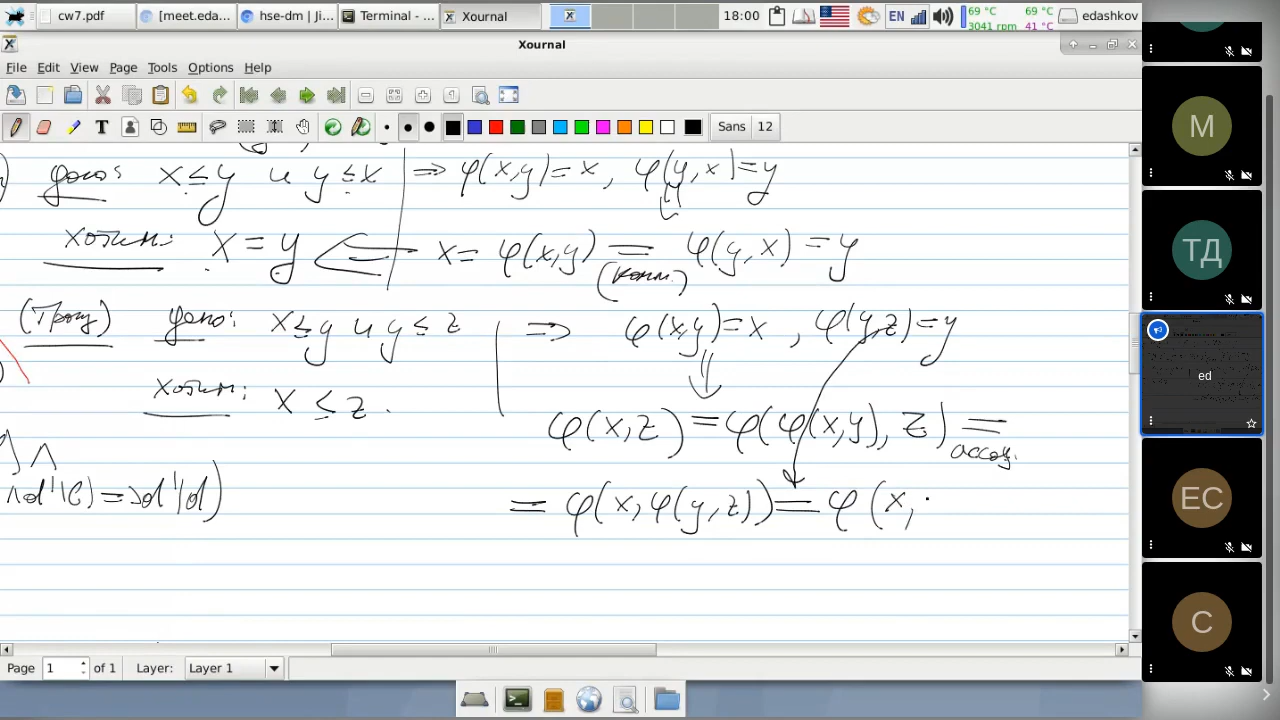 cw7.pdf [meet.eda... hse-dm | Ji... Terminal - ... Xournal 18:00 EN 69 °C 3041 rpm 69 °C 41 °C edashkov
Xournal
File Edit View Page Tools Options Help
Sans 12
дано: x ≤ y и y ≤ x ⇒ φ(x,y)=x, φ(y,x)=y
хотим: x = y ⇐ x = φ(x,y) = φ(y,x) = y
(комм.)
(Транз) дано: x ≤ y и y ≤ z ⇒ φ(x,y)=x, φ(y,z)=y
хотим: x ≤ z.
φ(x,z) = φ(φ(x,y), z) =
ассоц.
= φ(x, φ(y,z)) = φ(x,
М
ТД
ed
ЕС
С
Page 1 of 1 Layer: Layer 1